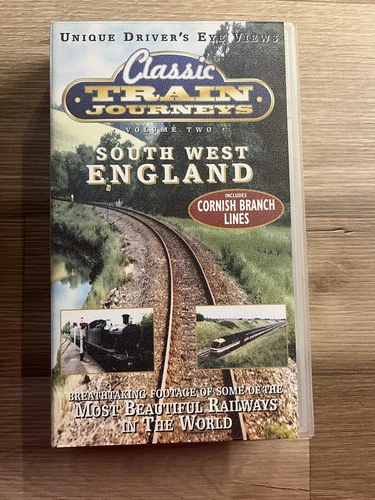 Unique Driver's Eye Views
Classic
TRAIN
JOURNEYS
• VOLUME TWO •
SOUTH WEST
ENGLAND
INCLUDES
CORNISH BRANCH
LINES
BREATHTAKING FOOTAGE OF SOME OF THE
MOST BEAUTIFUL RAILWAYS
IN THE WORLD